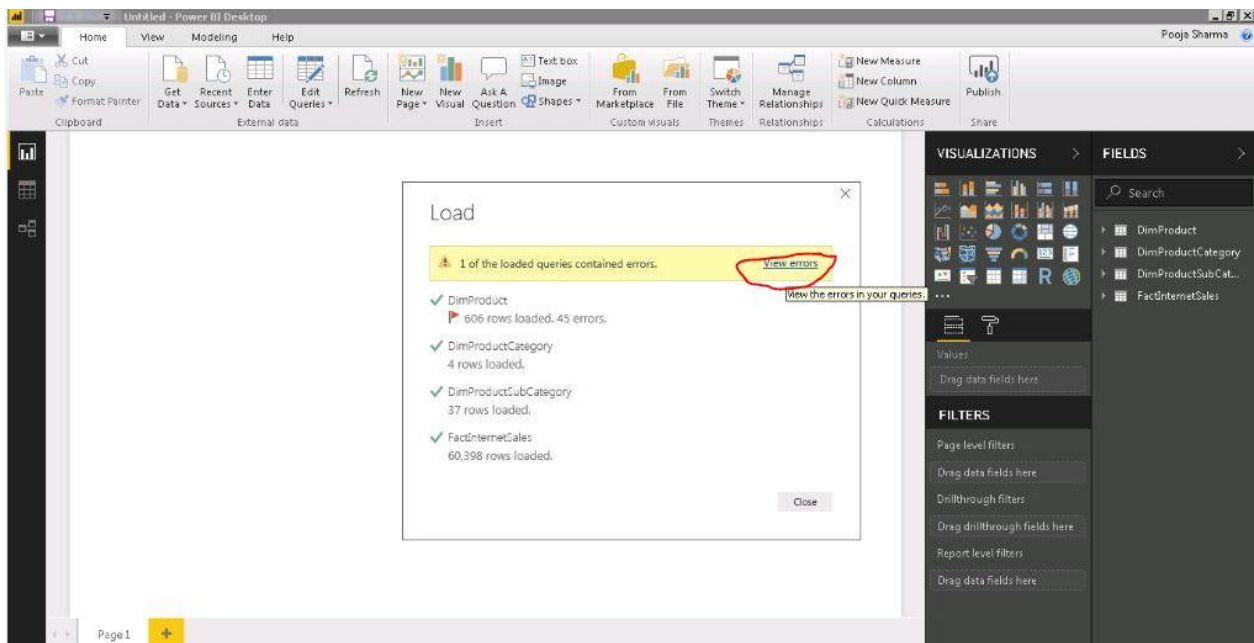 Untitled - Power BI Desktop
Home View Modeling Help
Pooja Sharma
Paste
Cut
Copy
Format Painter
Clipboard
Get Data
Recent Sources
Enter Data
Edit Queries
Refresh
External data
New Page
New Visual
Ask A Question
Text box
Image
Shapes
Insert
From Marketplace
From File
Custom visuals
Switch Theme
Themes
Manage Relationships
Relationships
New Measure
New Column
New Quick Measure
Calculations
Publish
Share
Load
1 of the loaded queries contained errors.
View errors
View the errors in your queries.
DimProduct
606 rows loaded. 45 errors.
DimProductCategory
4 rows loaded.
DimProductSubCategory
37 rows loaded.
FactInternetSales
60,398 rows loaded.
Close
VISUALIZATIONS
R
Values
Drag data fields here
FILTERS
Page level filters
Drag data fields here
Drillthrough filters
Drag drillthrough fields here
Report level filters
Drag data fields here
FIELDS
Search
DimProduct
DimProductCategory
DimProductSubCat...
FactInternetSales
Page 1